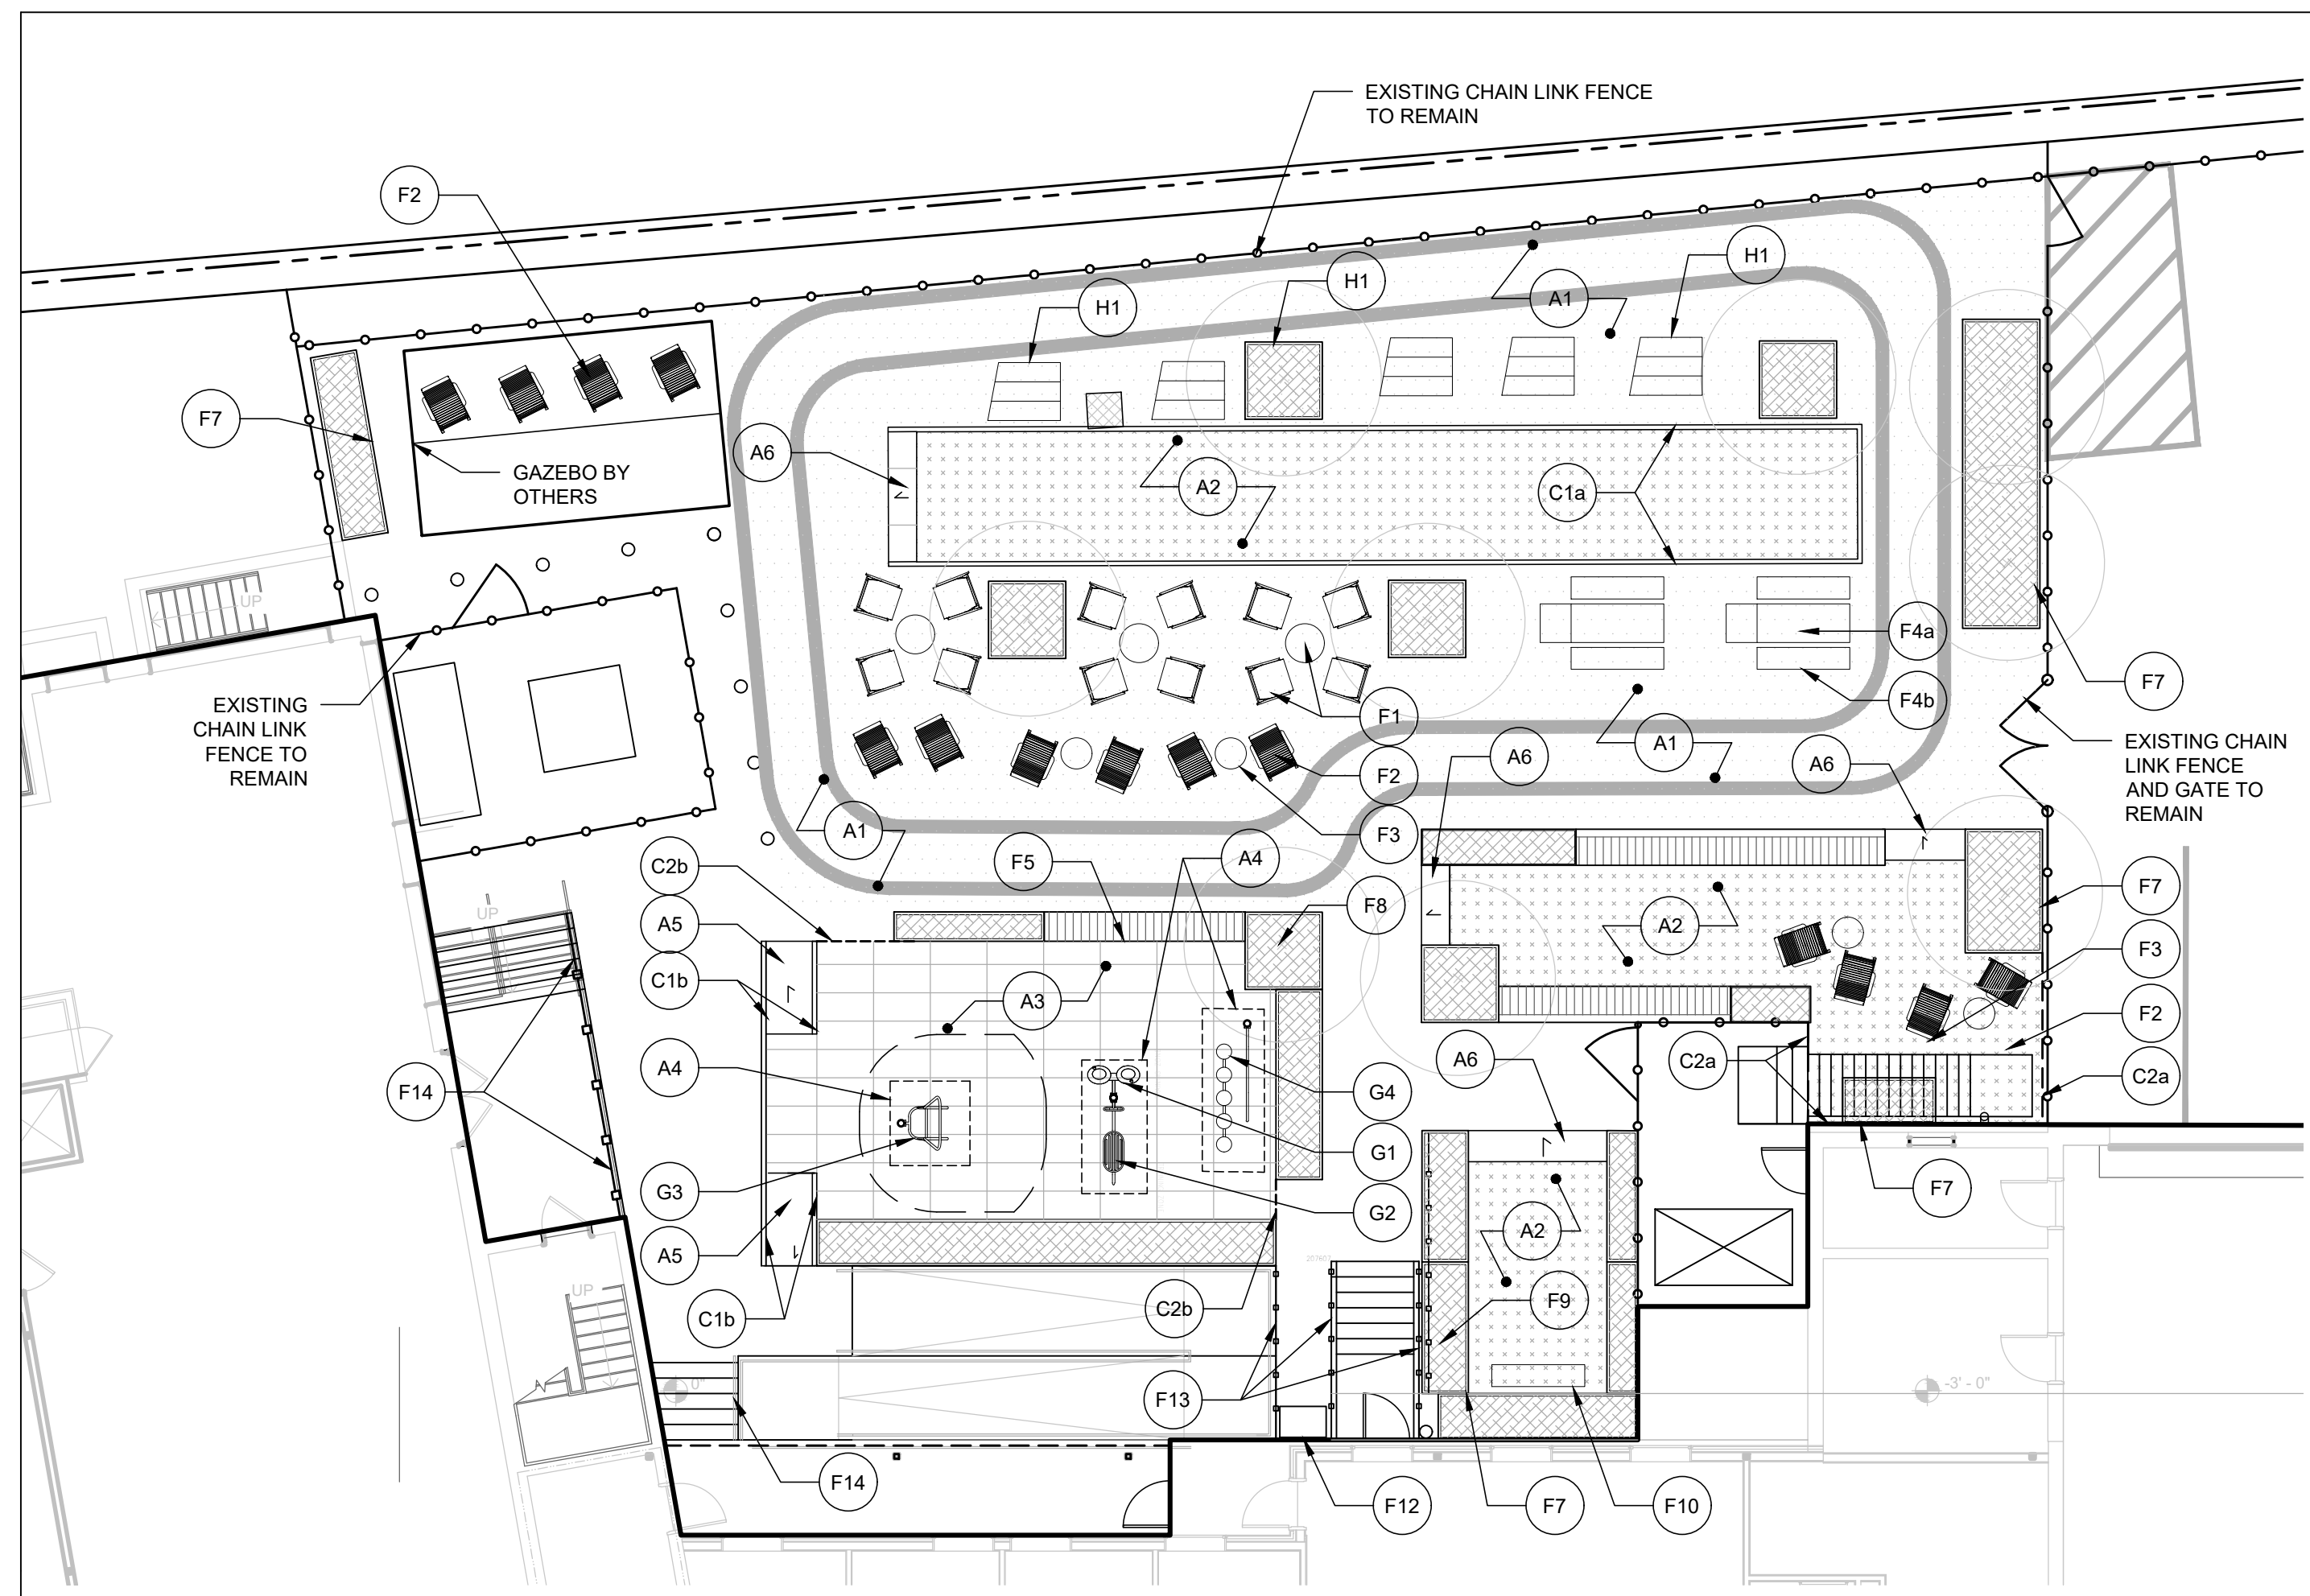 EXISTING CHAIN LINK FENCE
TO REMAIN
F2
H1
H1
H1
A1
F7
A6
GAZEBO BY
OTHERS
A2
C1a
UP
F4a
F7
F4b
EXISTING
CHAIN LINK
FENCE TO
REMAIN
F1
A1
A6
A6
EXISTING CHAIN
LINK FENCE
AND GATE TO
REMAIN
F2
A1
F3
C2b
F5
A4
F7
F8
UP
A5
A2
F3
C1b
A3
F2
A4
A6
C2a
C2a
F14
G4
G1
G3
F7
G2
A2
A5
207602
UP
F9
C1b
C2b
0"
F13
-3' - 0"
F14
F12
F7
F10